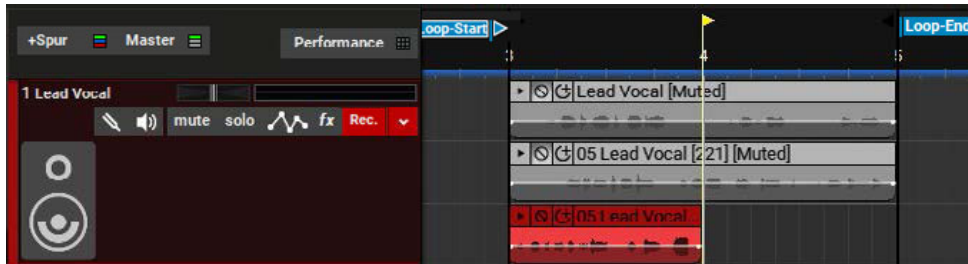 +Spur Master Performance
Loop-Start
Loop-End
3 4 5
1 Lead Vocal
mute solo fx Rec.
Lead Vocal [Muted]
05 Lead Vocal [221] [Muted]
05 Lead Vocal...